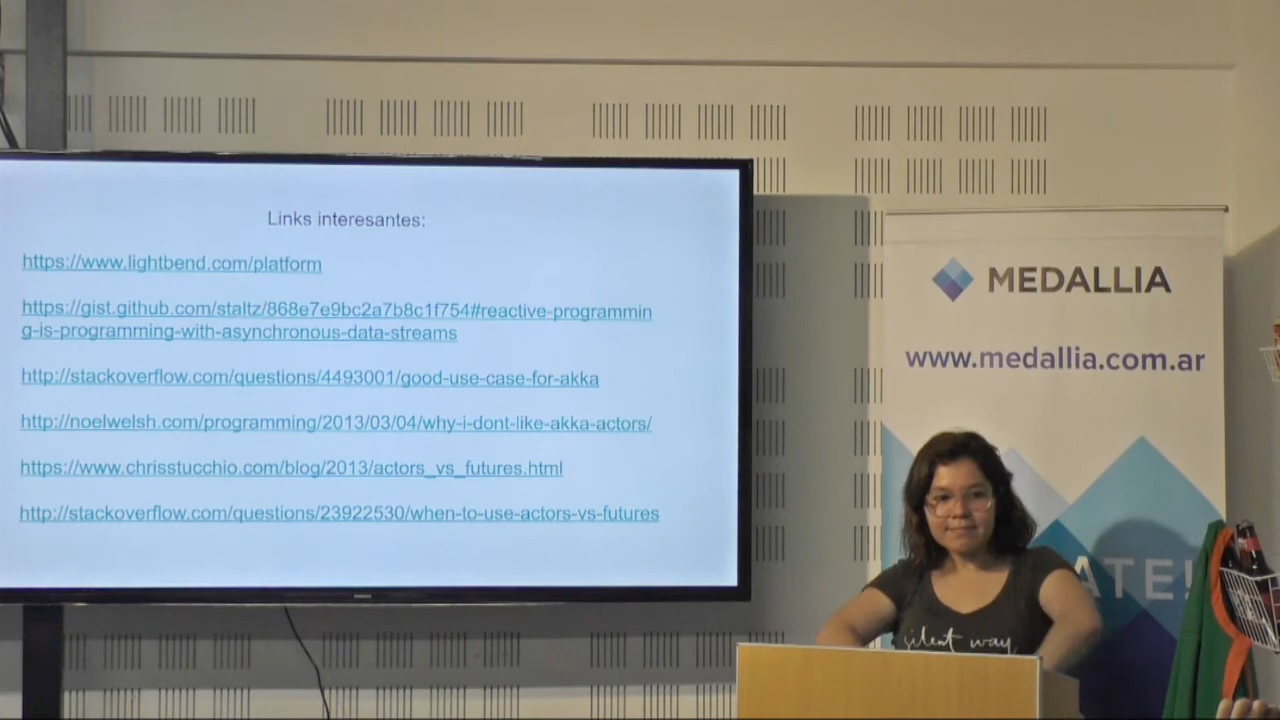 Links interesantes:
https://www.lightbend.com/platform
https://gist.github.com/staltz/868e7e9bc2a7b8c1f754#reactive-programmin
g-is-programming-with-asynchronous-data-streams
http://stackoverflow.com/questions/4493001/good-use-case-for-akka
http://noelwelsh.com/programming/2013/03/04/why-i-dont-like-akka-actors/
https://www.chrisstucchio.com/blog/2013/actors_vs_futures.html
http://stackoverflow.com/questions/23922530/when-to-use-actors-vs-futures
MEDALLIA
www.medallia.com.ar
ATE!
silent way